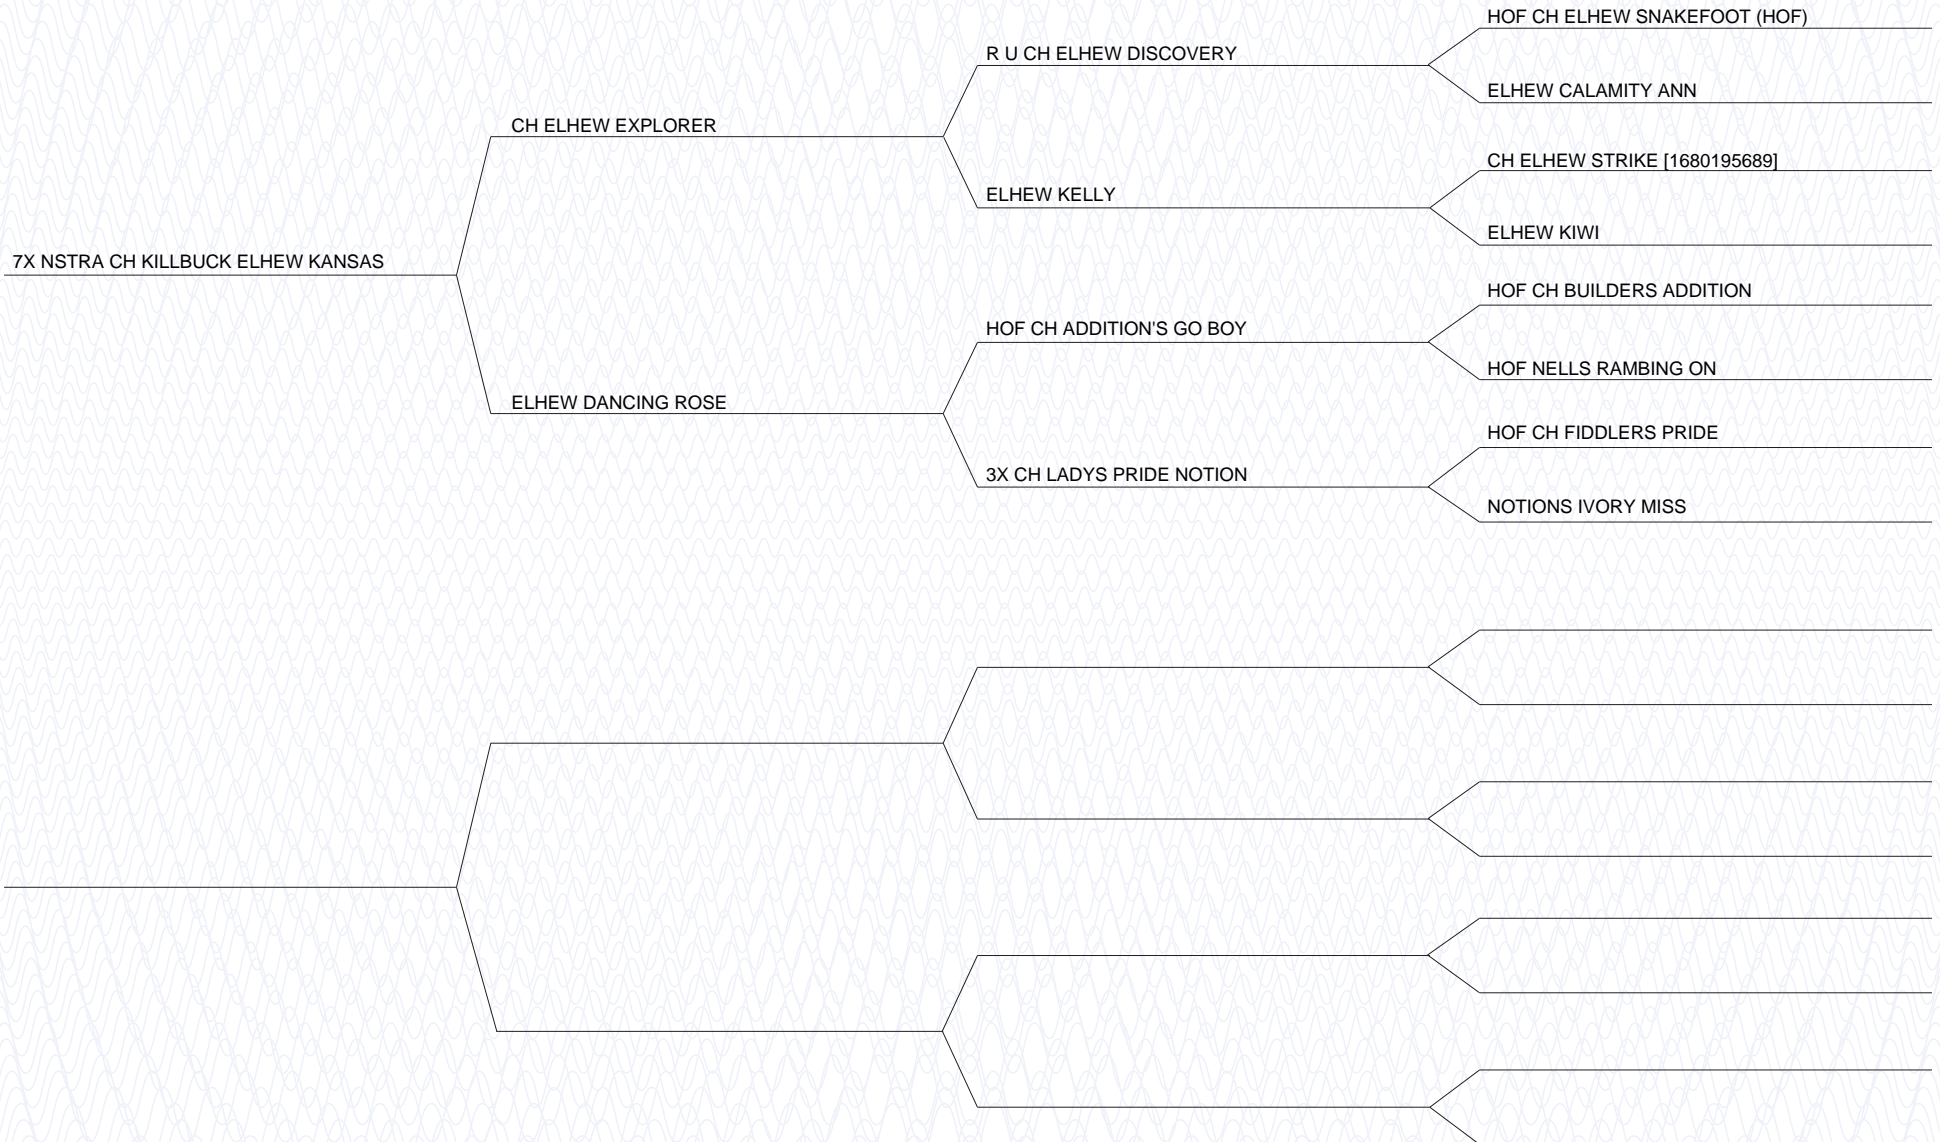 HOF CH ELHEW SNAKEFOOT (HOF)
R U CH ELHEW DISCOVERY
ELHEW CALAMITY ANN
CH ELHEW EXPLORER
CH ELHEW STRIKE [1680195689]
ELHEW KELLY
ELHEW KIWI
7X NSTRA CH KILLBUCK ELHEW KANSAS
HOF CH BUILDERS ADDITION
HOF CH ADDITION'S GO BOY
HOF NELLS RAMBING ON
ELHEW DANCING ROSE
HOF CH FIDDLERS PRIDE
3X CH LADYS PRIDE NOTION
NOTIONS IVORY MISS